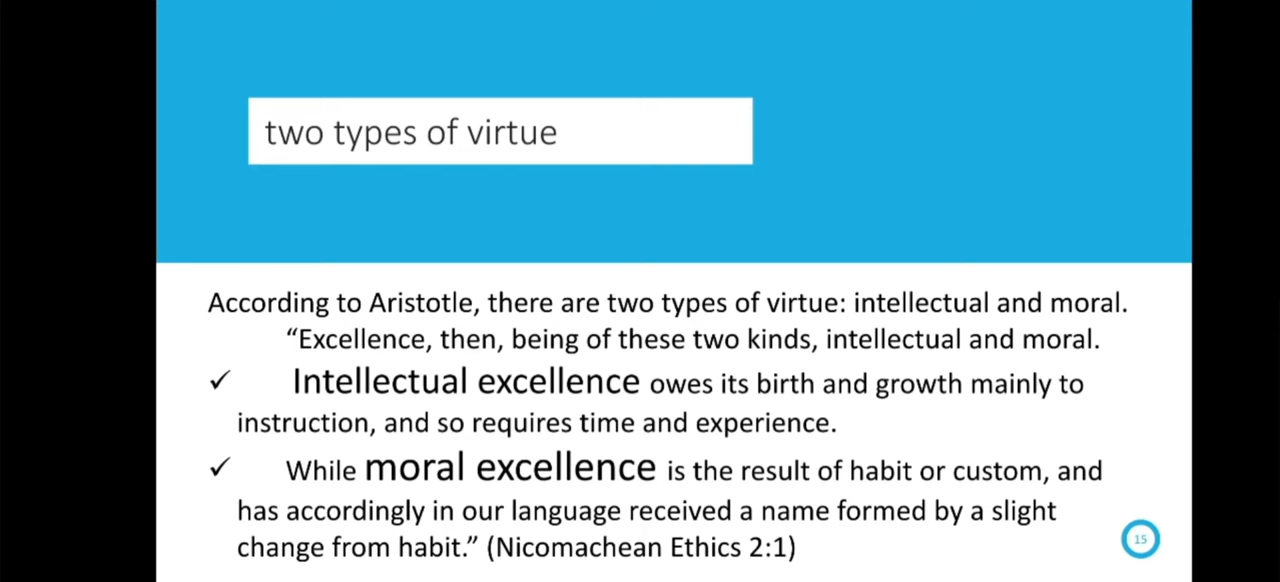 two types of virtue
According to Aristotle, there are two types of virtue: intellectual and moral.
“Excellence, then, being of these two kinds, intellectual and moral.
✓ Intellectual excellence owes its birth and growth mainly to
instruction, and so requires time and experience.
✓ While moral excellence is the result of habit or custom, and
has accordingly in our language received a name formed by a slight
change from habit.” (Nicomachean Ethics 2:1)
15